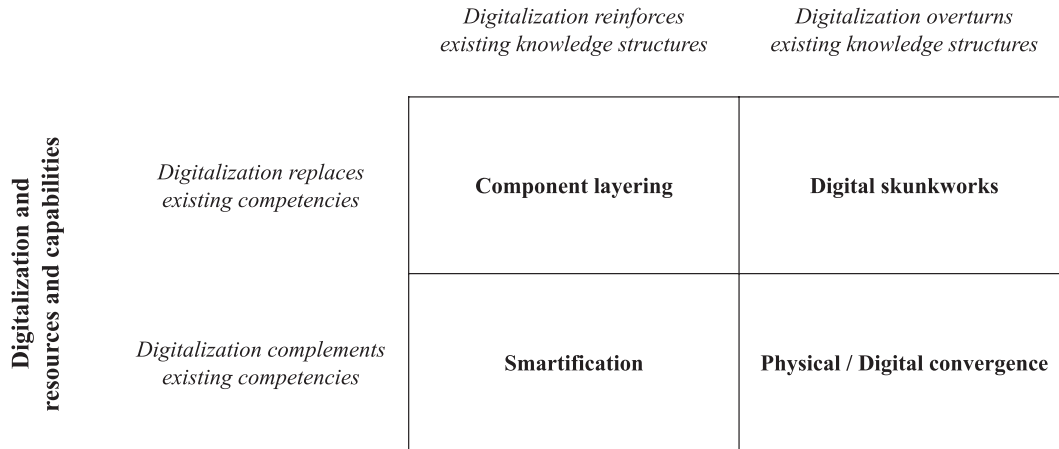 Digitalization reinforces
existing knowledge structures
Digitalization overturns
existing knowledge structures
Digitalization and
resources and capabilities
Digitalization replaces
existing competencies
Component layering
Digital skunkworks
Digitalization complements
existing competencies
Smartification
Physical / Digital convergence